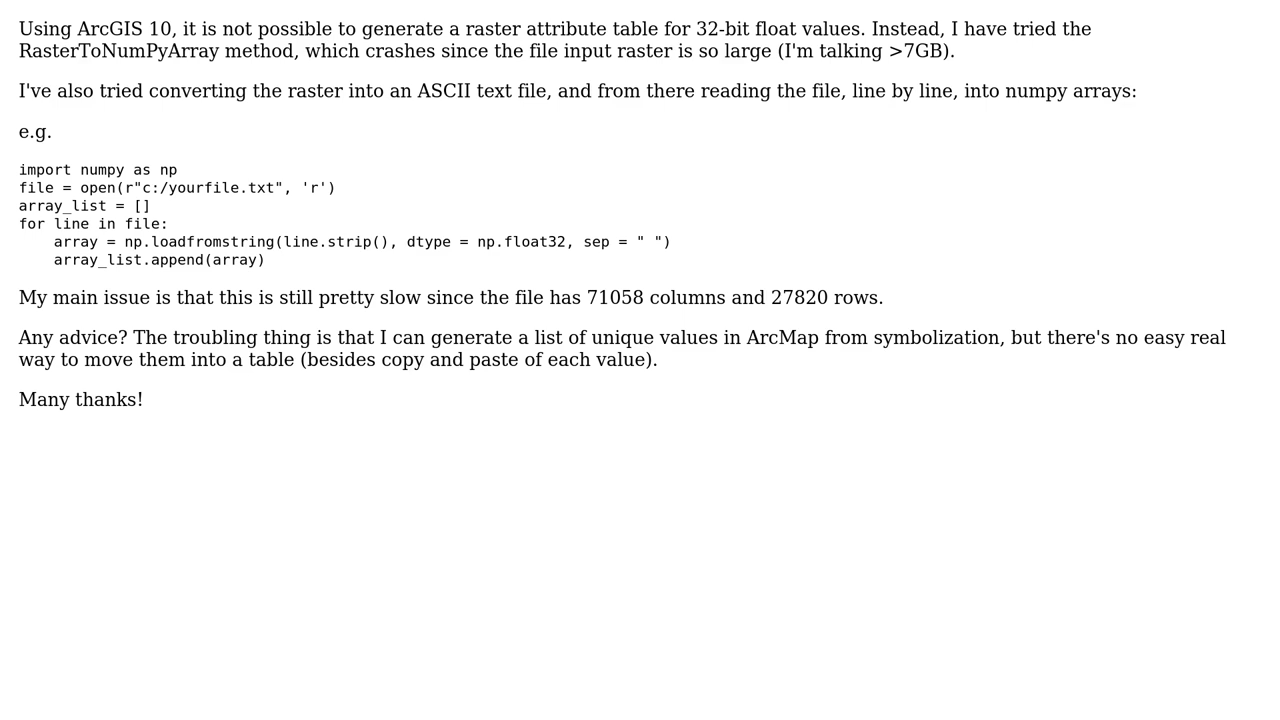 Using ArcGIS 10, it is not possible to generate a raster attribute table for 32-bit float values. Instead, I have tried the
RasterToNumPyArray method, which crashes since the file input raster is so large (I'm talking >7GB).
I've also tried converting the raster into an ASCII text file, and from there reading the file, line by line, into numpy arrays:
e.g.
import numpy as np
file = open(r"c:/yourfile.txt", 'r')
array_list = []
for line in file:
    array = np.loadfromstring(line.strip(), dtype = np.float32, sep = " ")
    array_list.append(array)
My main issue is that this is still pretty slow since the file has 71058 columns and 27820 rows.
Any advice? The troubling thing is that I can generate a list of unique values in ArcMap from symbolization, but there's no easy real
way to move them into a table (besides copy and paste of each value).
Many thanks!